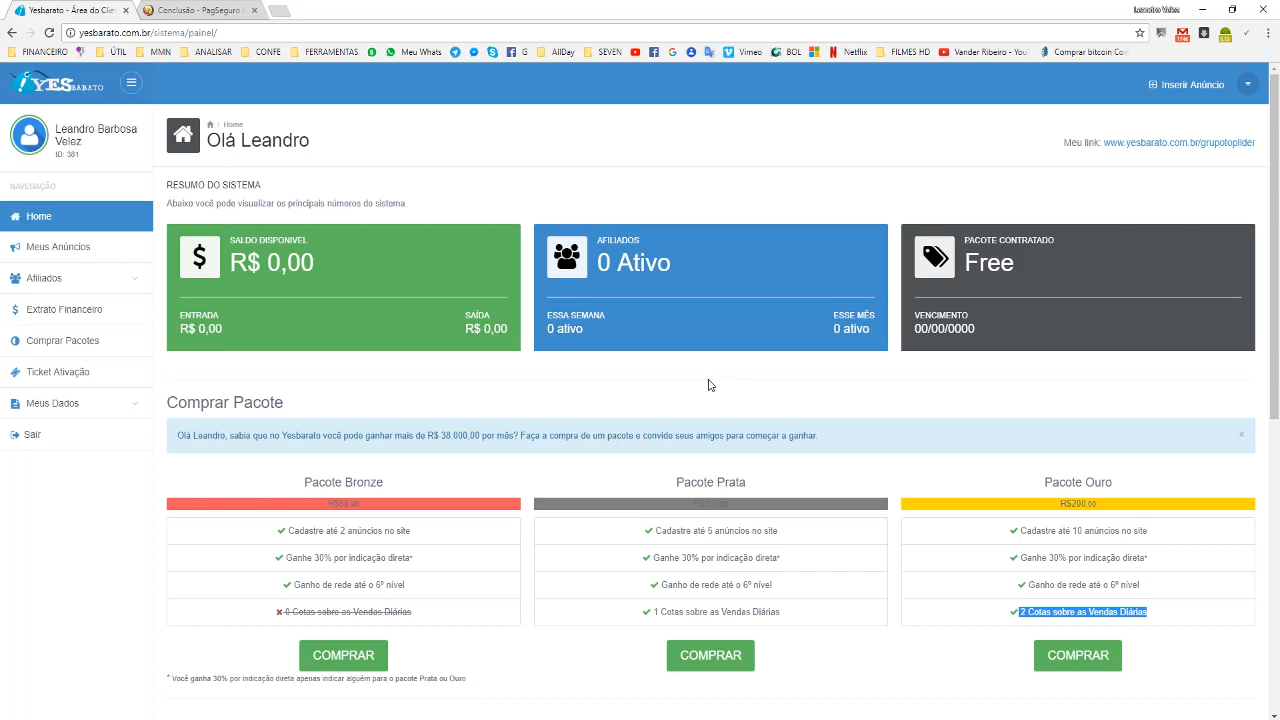 Yesbarato - Área do Clie
Conclusão - PagSeguro
Leandro Velez
yesbarato.com.br/sistema/painel/
FINANCEIRO ÚTIL MMN ANALISAR CONFE FERRAMENTAS Meu Whats AllDay SEVEN Vimeo BOL Netflix FILMES HD Vander Ribeiro - You Comprar bitcoin Com
YES BARATO
Inserir Anúncio
Leandro Barbosa
Velez
ID: 381
Home
Olá Leandro
Meu link: www.yesbarato.com.br/grupotoplider
NAVEGAÇÃO
Home
Meus Anúncios
Afiliados
Extrato Financeiro
Comprar Pacotes
Ticket Ativação
Meus Dados
Sair
RESUMO DO SISTEMA
Abaixo você pode visualizar os principais números do sistema.
SALDO DISPONIVEL
R$ 0,00
ENTRADA
R$ 0,00
SAÍDA
R$ 0,00
AFILIADOS
0 Ativo
ESSA SEMANA
0 ativo
ESSE MÊS
0 ativo
PACOTE CONTRATADO
Free
VENCIMENTO
00/00/0000
Comprar Pacote
Olá Leandro, sabia que no Yesbarato você pode ganhar mais de R$ 38.000,00 por mês? Faça a compra de um pacote e convide seus amigos para começar a ganhar.
×
Pacote Bronze
Cadastre até 2 anúncios no site
Ganhe 30% por indicação direta*
Ganho de rede até o 6º nível
0 Cotas sobre as Vendas Diárias
COMPRAR
Pacote Prata
Cadastre até 5 anúncios no site
Ganhe 30% por indicação direta*
Ganho de rede até o 6º nível
1 Cotas sobre as Vendas Diárias
COMPRAR
Pacote Ouro
R$200,00
Cadastre até 10 anúncios no site
Ganhe 30% por indicação direta*
Ganho de rede até o 6º nível
2 Cotas sobre as Vendas Diárias
COMPRAR
* Você ganha 30% por indicação direta apenas indicar alguém para o pacote Prata ou Ouro